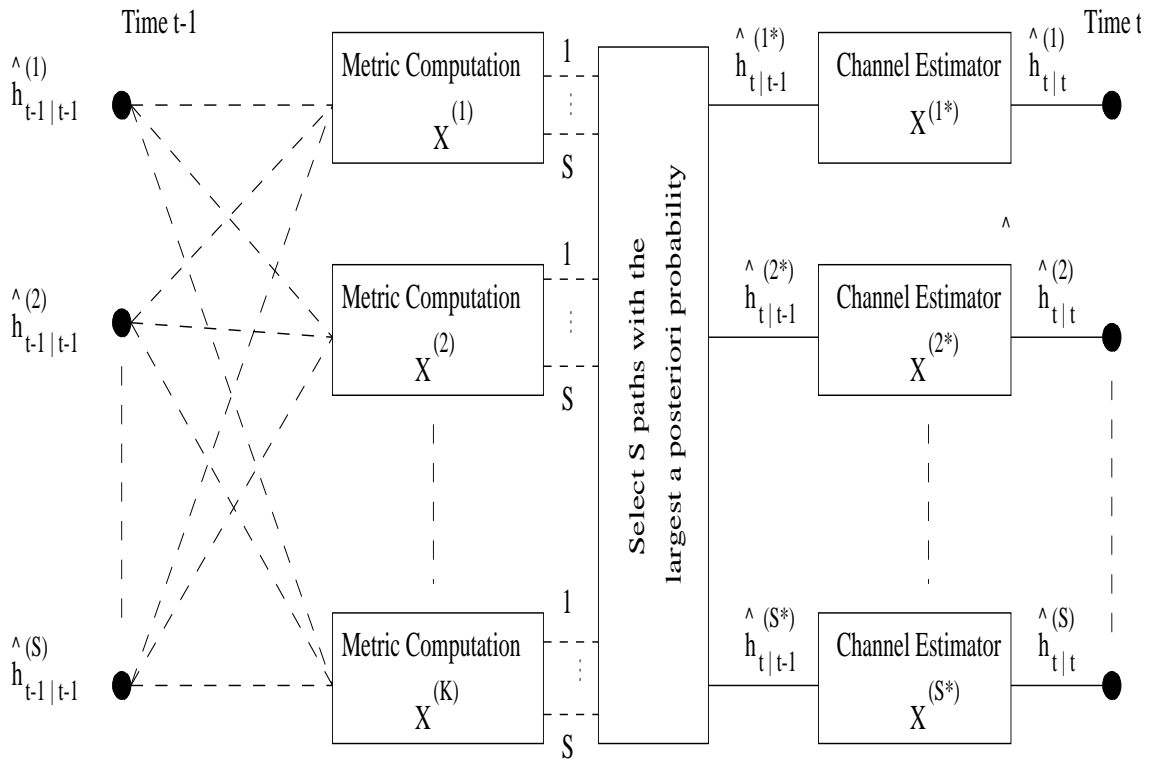 Time t-1
Time t
^ (1)
h t-1 | t-1
Metric Computation
X (1)
1
S
^ (1*)
h t | t-1
Channel Estimator
X (1*)
^ (1)
h t | t
^ (2)
h t-1 | t-1
Metric Computation
X (2)
1
S
Select S paths with the
largest a posteriori probability
^ (2*)
h t | t-1
^
Channel Estimator
X (2*)
^ (2)
h t | t
^ (S)
h t-1 | t-1
Metric Computation
X (K)
1
S
^ (S*)
h t | t-1
Channel Estimator
X (S*)
^ (S)
h t | t